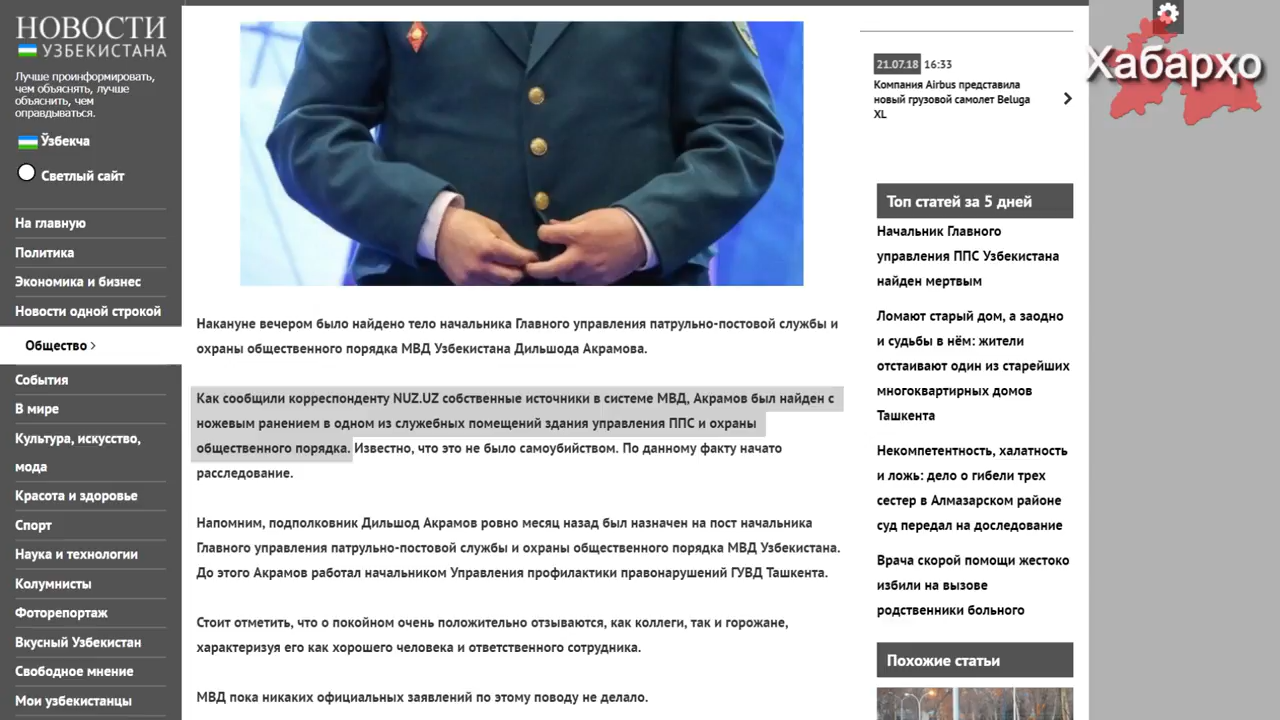 НОВОСТИ
УЗБЕКИСТАНА
Лучше проинформировать,
чем объяснять, лучше
объяснить, чем
оправдываться.
Ўзбекча
Светлый сайт
На главную
Политика
Экономика и бизнес
Новости одной строкой
Общество
События
В мире
Культура, искусство,
мода
Красота и здоровье
Спорт
Наука и технологии
Колумнисты
Фоторепортаж
Вкусный Узбекистан
Свободное мнение
Мои узбекистанцы
Накануне вечером было найдено тело начальника Главного управления патрульно-постовой службы и
охраны общественного порядка МВД Узбекистана Дильшода Акрамова.
Как сообщили корреспонденту NUZ.UZ собственные источники в системе МВД, Акрамов был найден с
ножевым ранением в одном из служебных помещений здания управления ППС и охраны
общественного порядка. Известно, что это не было самоубийством. По данному факту начато
расследование.
Напомним, подполковник Дильшод Акрамов ровно месяц назад был назначен на пост начальника
Главного управления патрульно-постовой службы и охраны общественного порядка МВД Узбекистана.
До этого Акрамов работал начальником Управления профилактики правонарушений ГУВД Ташкента.
Стоит отметить, что о покойном очень положительно отзываются, как коллеги, так и горожане,
характеризуя его как хорошего человека и ответственного сотрудника.
МВД пока никаких официальных заявлений по этому поводу не делало.
21.07.18 16:33
Компания Airbus представила
новый грузовой самолет Beluga
XL
Топ статей за 5 дней
Начальник Главного
управления ППС Узбекистана
найден мертвым
Ломают старый дом, а заодно
и судьбы в нём: жители
отстаивают один из старейших
многоквартирных домов
Ташкента
Некомпетентность, халатность
и ложь: дело о гибели трех
сестер в Алмазарском районе
суд передал на доследование
Врача скорой помощи жестоко
избили на вызове
родственники больного
Похожие статьи
Хабарҳо